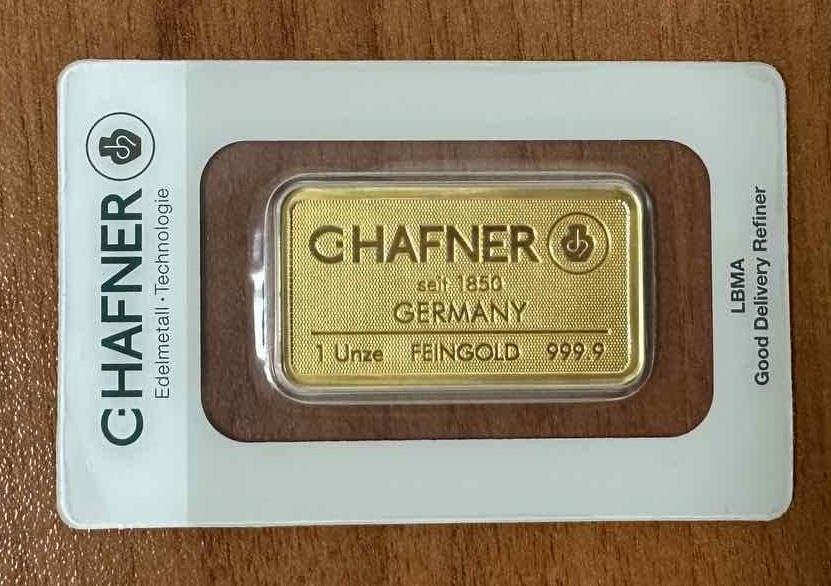 C·HAFNER
Edelmetall · Technologie
C·HAFNER
seit 1850
GERMANY
1 Unze FEINGOLD 999.9
LBMA
Good Delivery Refiner